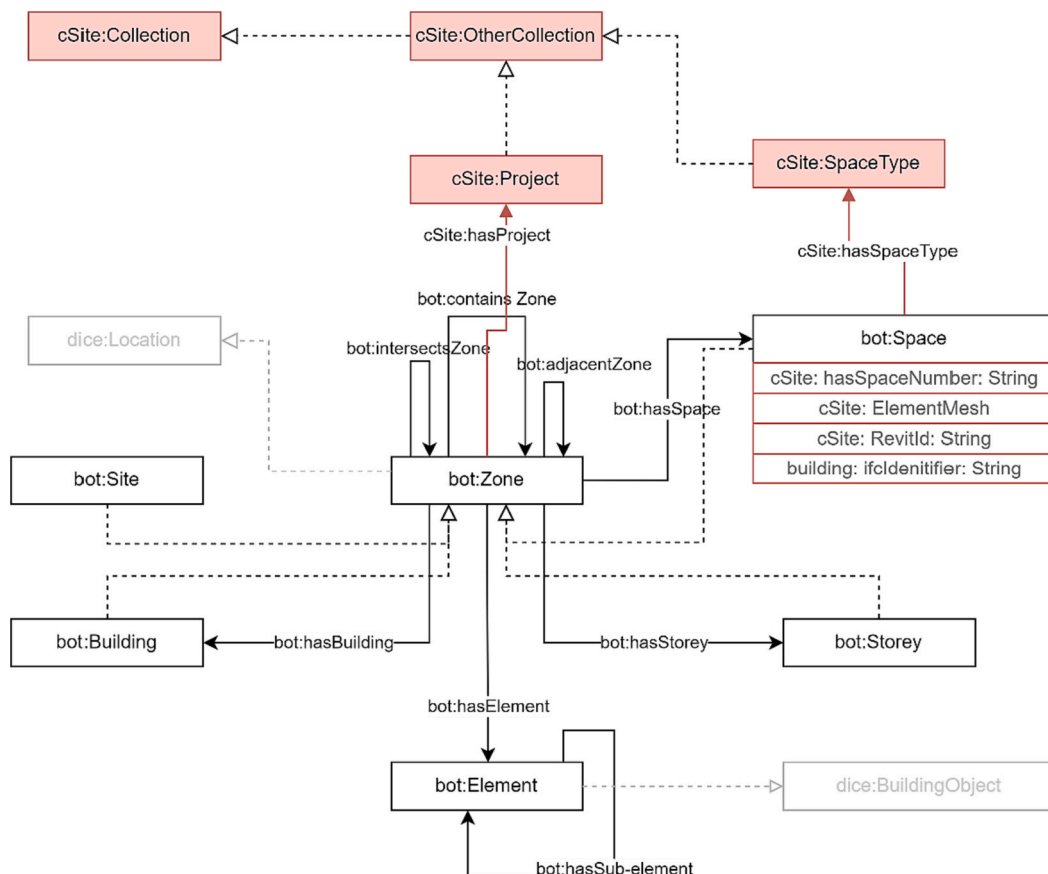 cSite:Collection
cSite:OtherCollection
cSite:Project
cSite:SpaceType
cSite:hasProject
cSite:hasSpaceType
bot:contains Zone
dice:Location
bot:intersectsZone
bot:adjacentZone
bot:Space
cSite: hasSpaceNumber: String
cSite: ElementMesh
cSite: RevitId: String
building: ifcIdenitifier: String
bot:hasSpace
bot:Site
bot:Zone
bot:Building
bot:hasBuilding
bot:hasStorey
bot:Storey
bot:hasElement
bot:Element
dice:BuildingObject
bot:hasSub-element